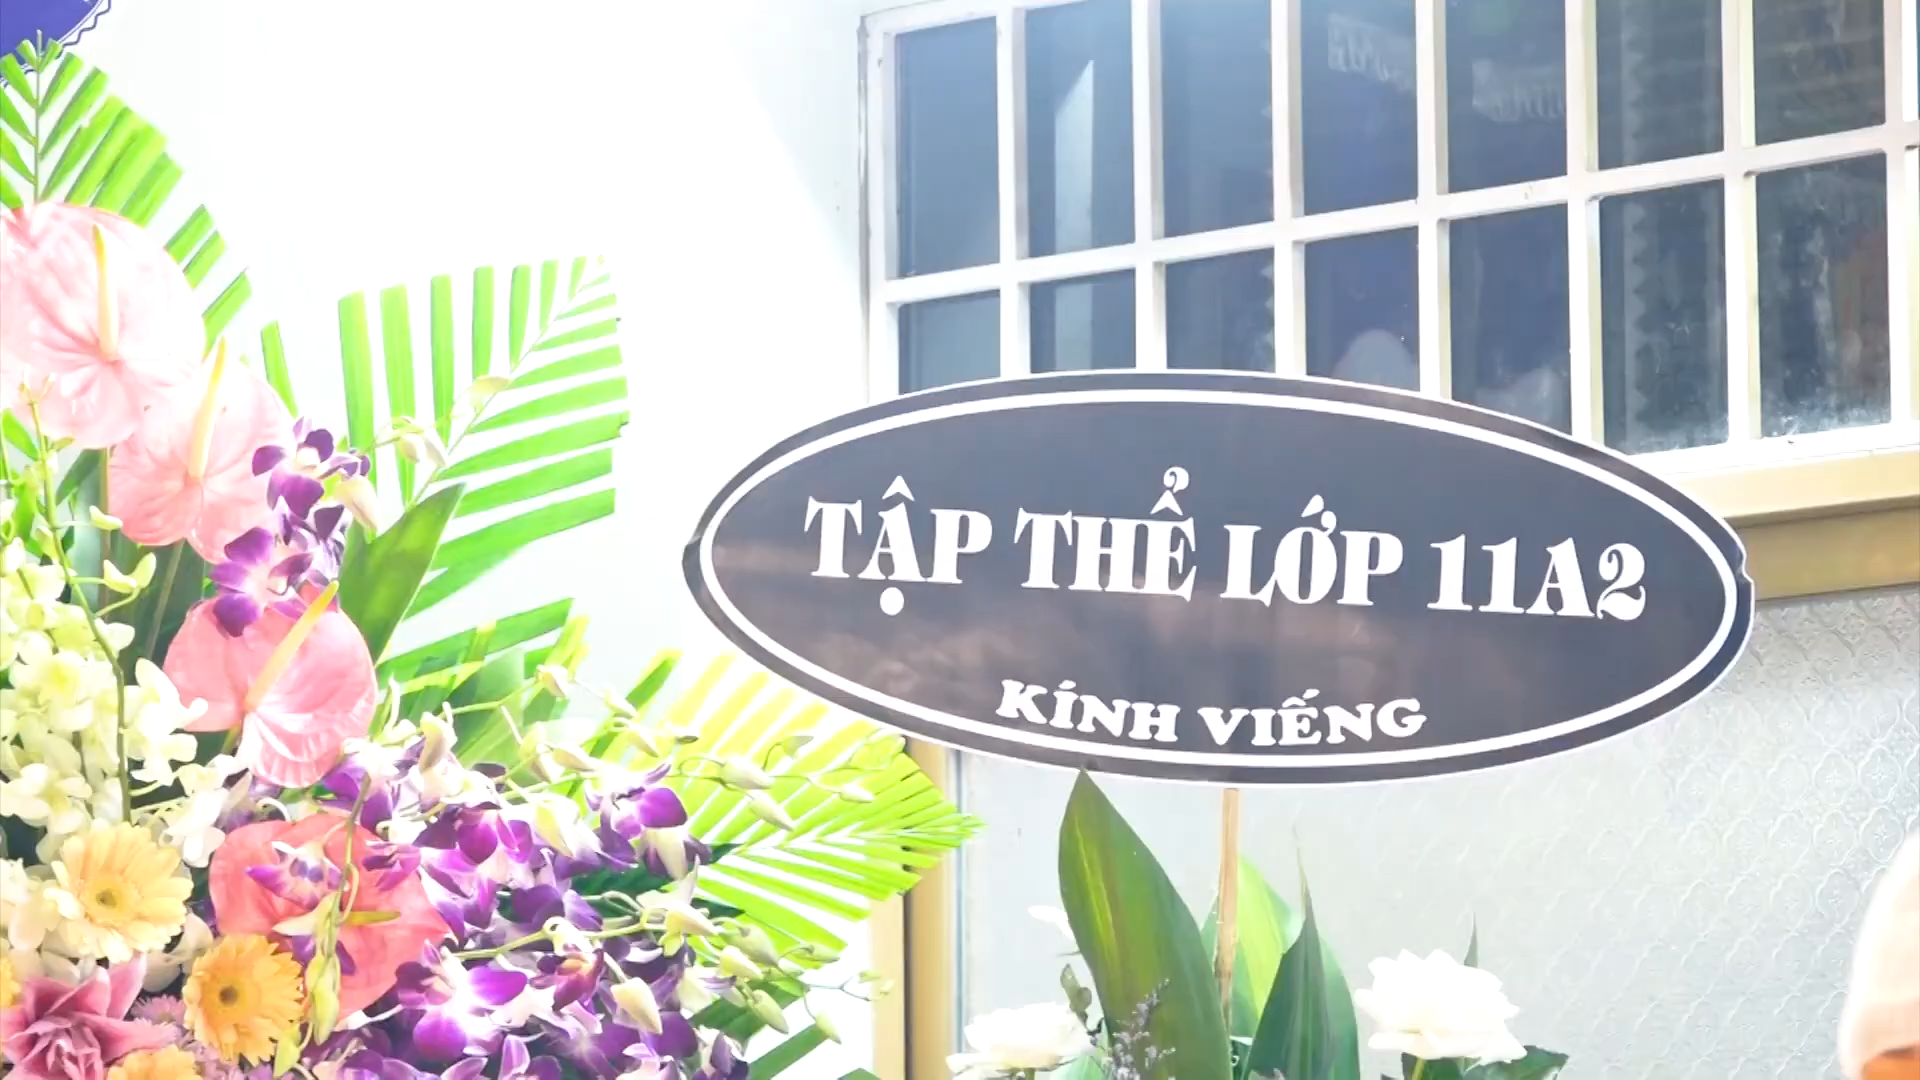 TẬP THỂ LỚP 11A2
KÍNH VIẾNG